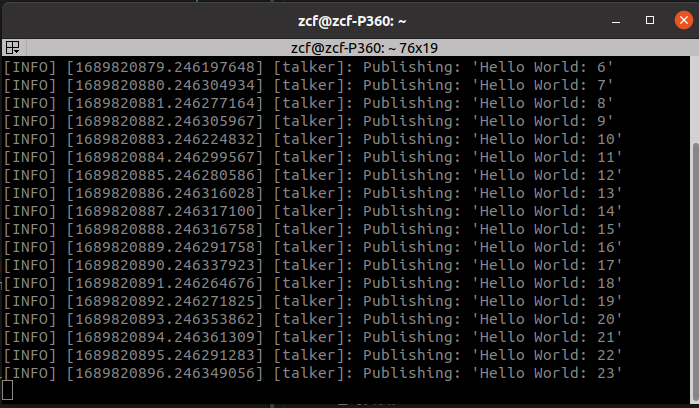 zcf@zcf-P360: ~
zcf@zcf-P360: ~ 76x19
[INFO] [1689820879.246197648] [talker]: Publishing: 'Hello World: 6'
[INFO] [1689820880.246304934] [talker]: Publishing: 'Hello World: 7'
[INFO] [1689820881.246277164] [talker]: Publishing: 'Hello World: 8'
[INFO] [1689820882.246305967] [talker]: Publishing: 'Hello World: 9'
[INFO] [1689820883.246224832] [talker]: Publishing: 'Hello World: 10'
[INFO] [1689820884.246299567] [talker]: Publishing: 'Hello World: 11'
[INFO] [1689820885.246280586] [talker]: Publishing: 'Hello World: 12'
[INFO] [1689820886.246316028] [talker]: Publishing: 'Hello World: 13'
[INFO] [1689820887.246317100] [talker]: Publishing: 'Hello World: 14'
[INFO] [1689820888.246316758] [talker]: Publishing: 'Hello World: 15'
[INFO] [1689820889.246291758] [talker]: Publishing: 'Hello World: 16'
[INFO] [1689820890.246337923] [talker]: Publishing: 'Hello World: 17'
[INFO] [1689820891.246264676] [talker]: Publishing: 'Hello World: 18'
[INFO] [1689820892.246271825] [talker]: Publishing: 'Hello World: 19'
[INFO] [1689820893.246353862] [talker]: Publishing: 'Hello World: 20'
[INFO] [1689820894.246361309] [talker]: Publishing: 'Hello World: 21'
[INFO] [1689820895.246291283] [talker]: Publishing: 'Hello World: 22'
[INFO] [1689820896.246349056] [talker]: Publishing: 'Hello World: 23'